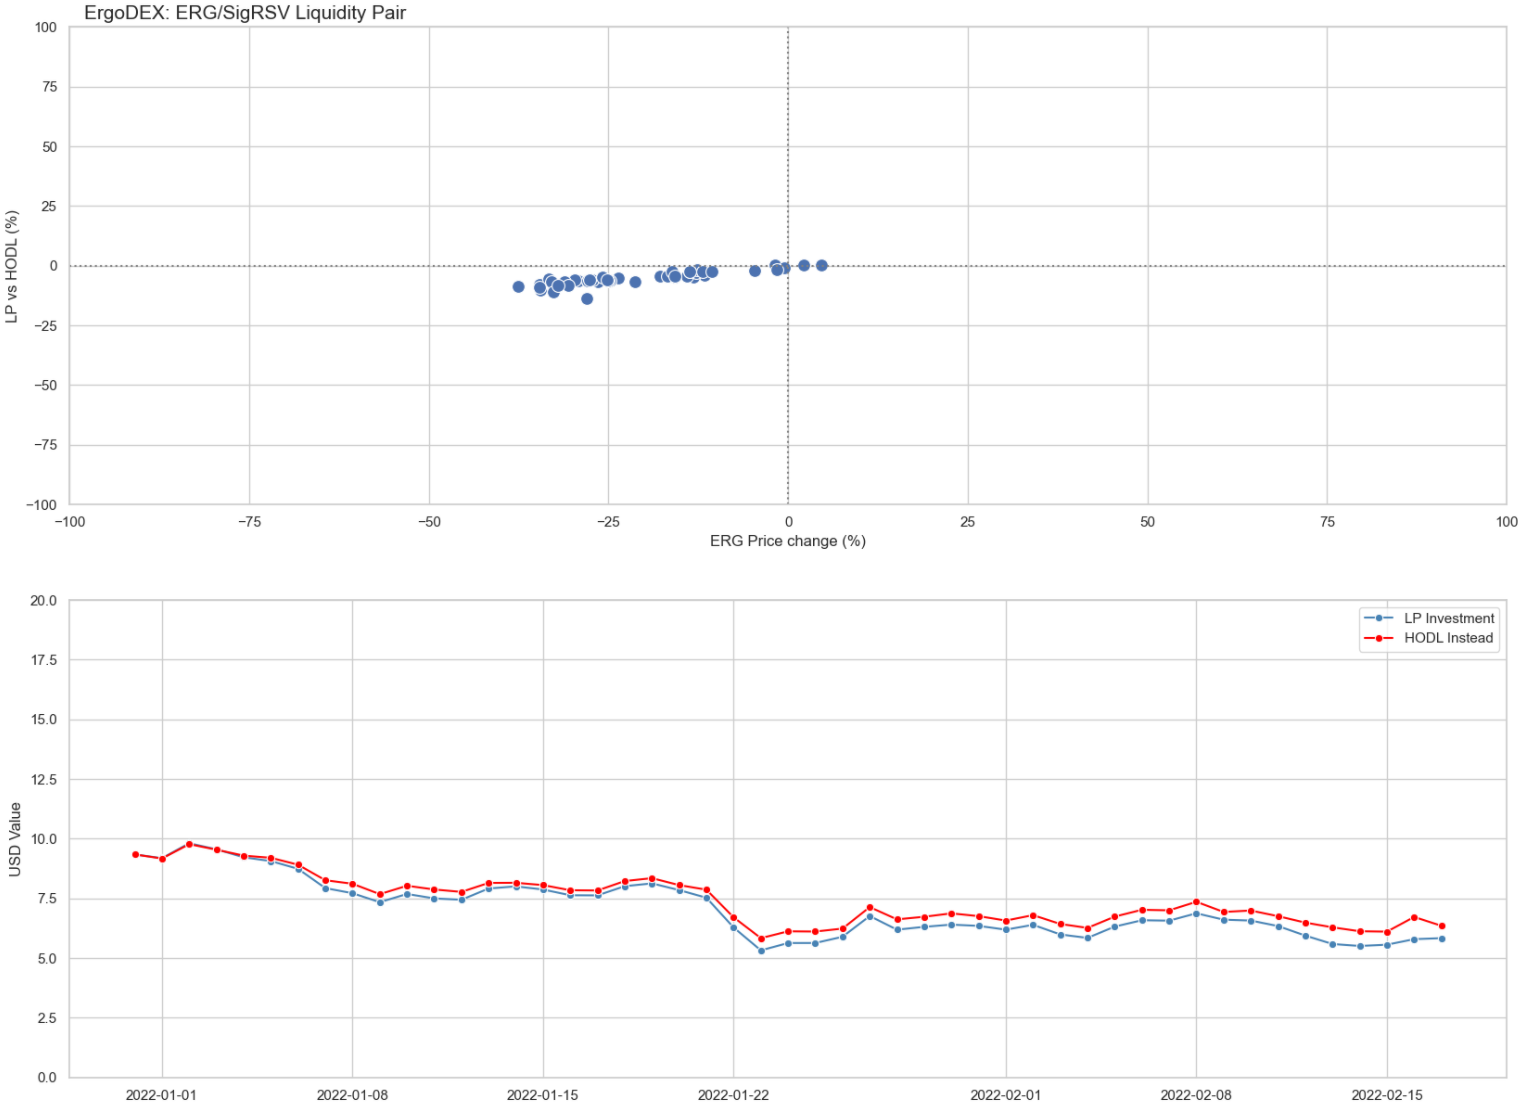 ErgoDEX: ERG/SigRSV Liquidity Pair
100
75
50
25
0
−25
−50
−75
−100
LP vs HODL (%)
−100 −75 −50 −25 0 25 50 75 100
ERG Price change (%)
20.0
17.5
15.0
12.5
10.0
7.5
5.0
2.5
0.0
USD Value
LP Investment
HODL Instead
2022-01-01 2022-01-08 2022-01-15 2022-01-22 2022-02-01 2022-02-08 2022-02-15